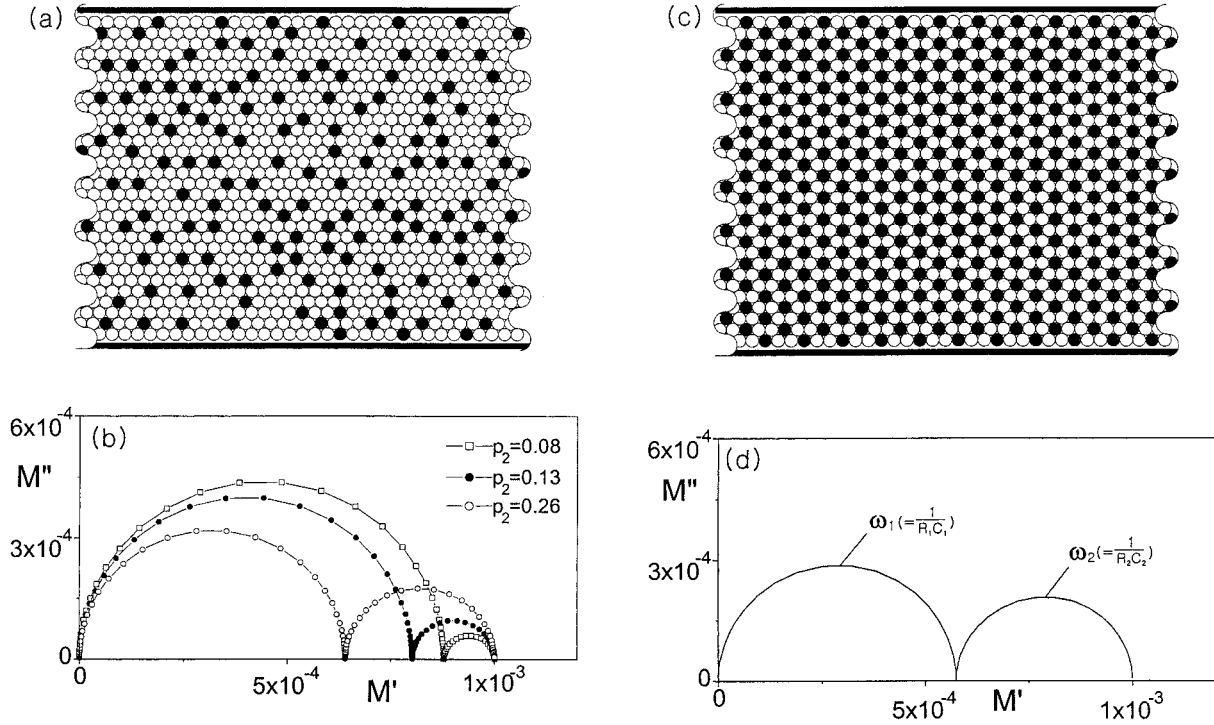 (a)
(c)
(b)
6x10⁻⁴
M"
3x10⁻⁴
0
p₂=0.08
p₂=0.13
p₂=0.26
0
5x10⁻⁴
1x10⁻³
M'
(d)
6x10⁻⁴
M"
3x10⁻⁴
0
ω₁(=1/R₁C₁)
ω₂(=1/R₂C₂)
0
5x10⁻⁴
1x10⁻³
M'